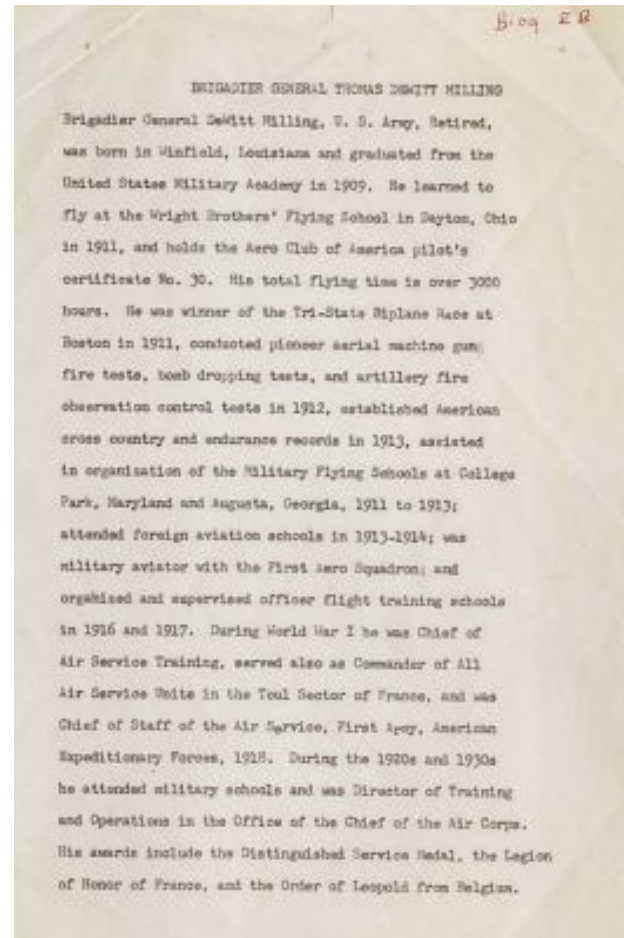 Biog EB
BRIGADIER GENERAL THOMAS DEWITT MILLING
Brigadier General DeWitt Milling, U. S. Army, Retired,
was born in Winfield, Louisiana and graduated from the
United States Military Academy in 1909. He learned to
fly at the Wright Brothers' Flying School in Dayton, Ohio
in 1911, and holds the Aero Club of America pilot's
certificate No. 30. His total flying time is over 3000
hours. He was winner of the Tri-State Biplane Race at
Boston in 1911, conducted pioneer aerial machine gun
fire tests, bomb dropping tests, and artillery fire
observation control tests in 1912, established American
cross country and endurance records in 1913, assisted
in organization of the Military Flying Schools at College
Park, Maryland and Augusta, Georgia, 1911 to 1913;
attended foreign aviation schools in 1913-1914; was
military aviator with the First Aero Squadron; and
organized and supervised officer flight training schools
in 1916 and 1917. During World War I he was Chief of
Air Service Training, served also as Commander of All
Air Service Units in the Toul Sector of France, and was
Chief of Staff of the Air Service, First Army, American
Expeditionary Forces, 1918. During the 1920s and 1930s
he attended military schools and was Director of Training
and Operations in the Office of the Chief of the Air Corps.
His awards include the Distinguished Service Medal, the Legion
of Honor of France, and the Order of Leopold from Belgium.